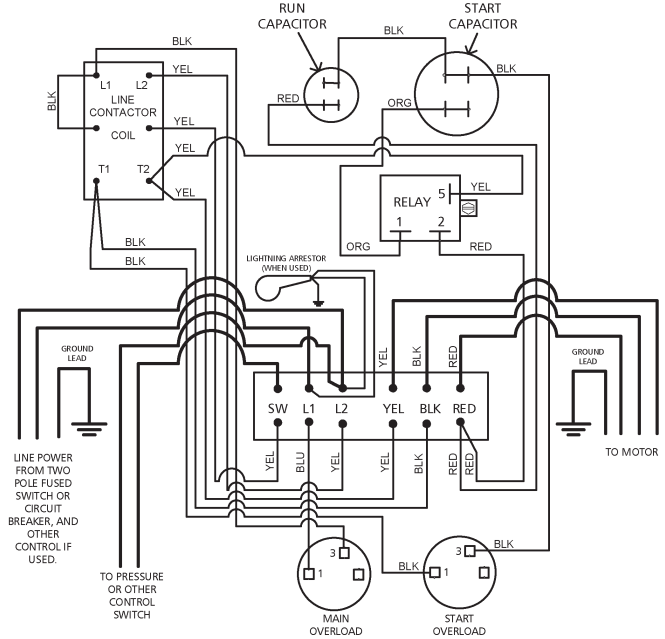 RUN
CAPACITOR
START
CAPACITOR
BLK
BLK
L1
L2
YEL
BLK
BLK
LINE
CONTACTOR
RED
ORG
COIL
YEL
YEL
T1
T2
YEL
5
YEL
RELAY
1
2
ORG
RED
BLK
BLK
LIGHTNING ARRESTOR
(WHEN USED)
GROUND
LEAD
YEL
BLK
RED
GROUND
LEAD
SW
L1
L2
YEL
BLK
RED
YEL
BLU
YEL
YEL
BLK
RED
RED
TO MOTOR
LINE POWER
FROM TWO
POLE FUSED
SWITCH OR
CIRCUIT
BREAKER, AND
OTHER
CONTROL IF
USED.
TO PRESSURE
OR OTHER
CONTROL
SWITCH
3
1
BLK
3
BLK
1
MAIN
OVERLOAD
START
OVERLOAD